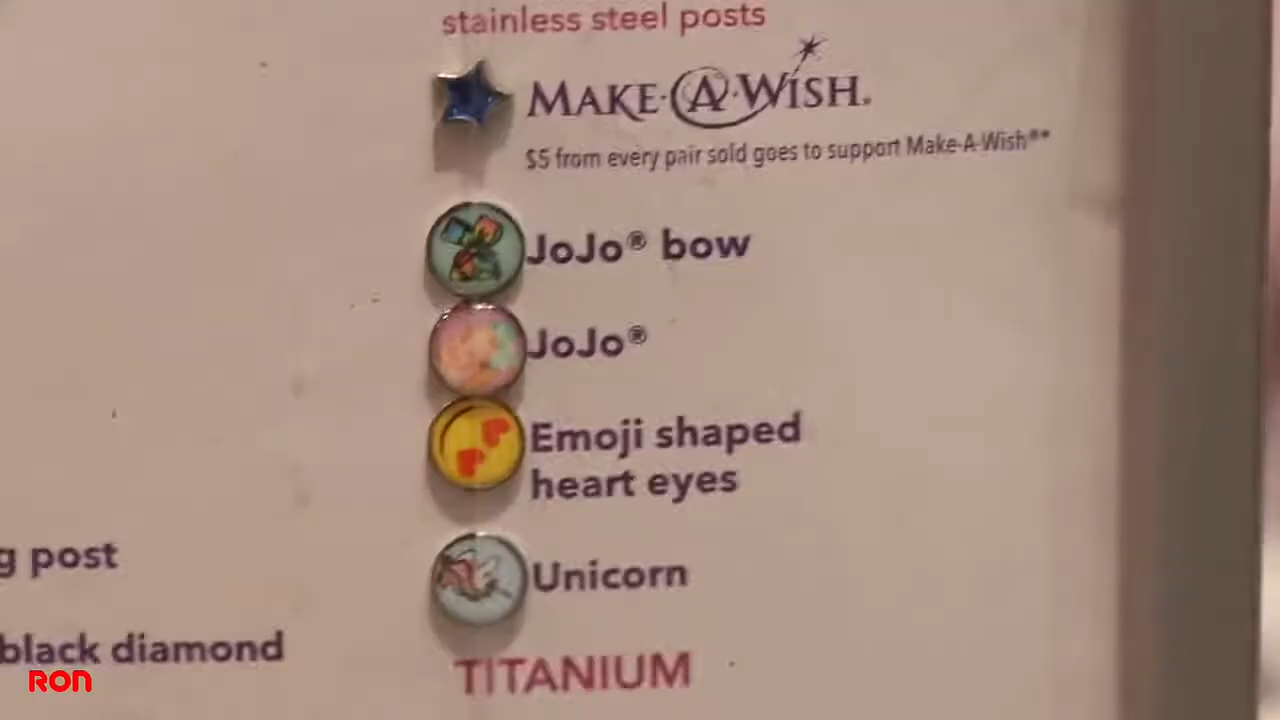 stainless steel posts
MAKE·A·WISH®
$5 from every pair sold goes to support Make-A-Wish®*
JoJo® bow
JoJo®
Emoji shaped
heart eyes
g post
Unicorn
black diamond
TITANIUM
RON